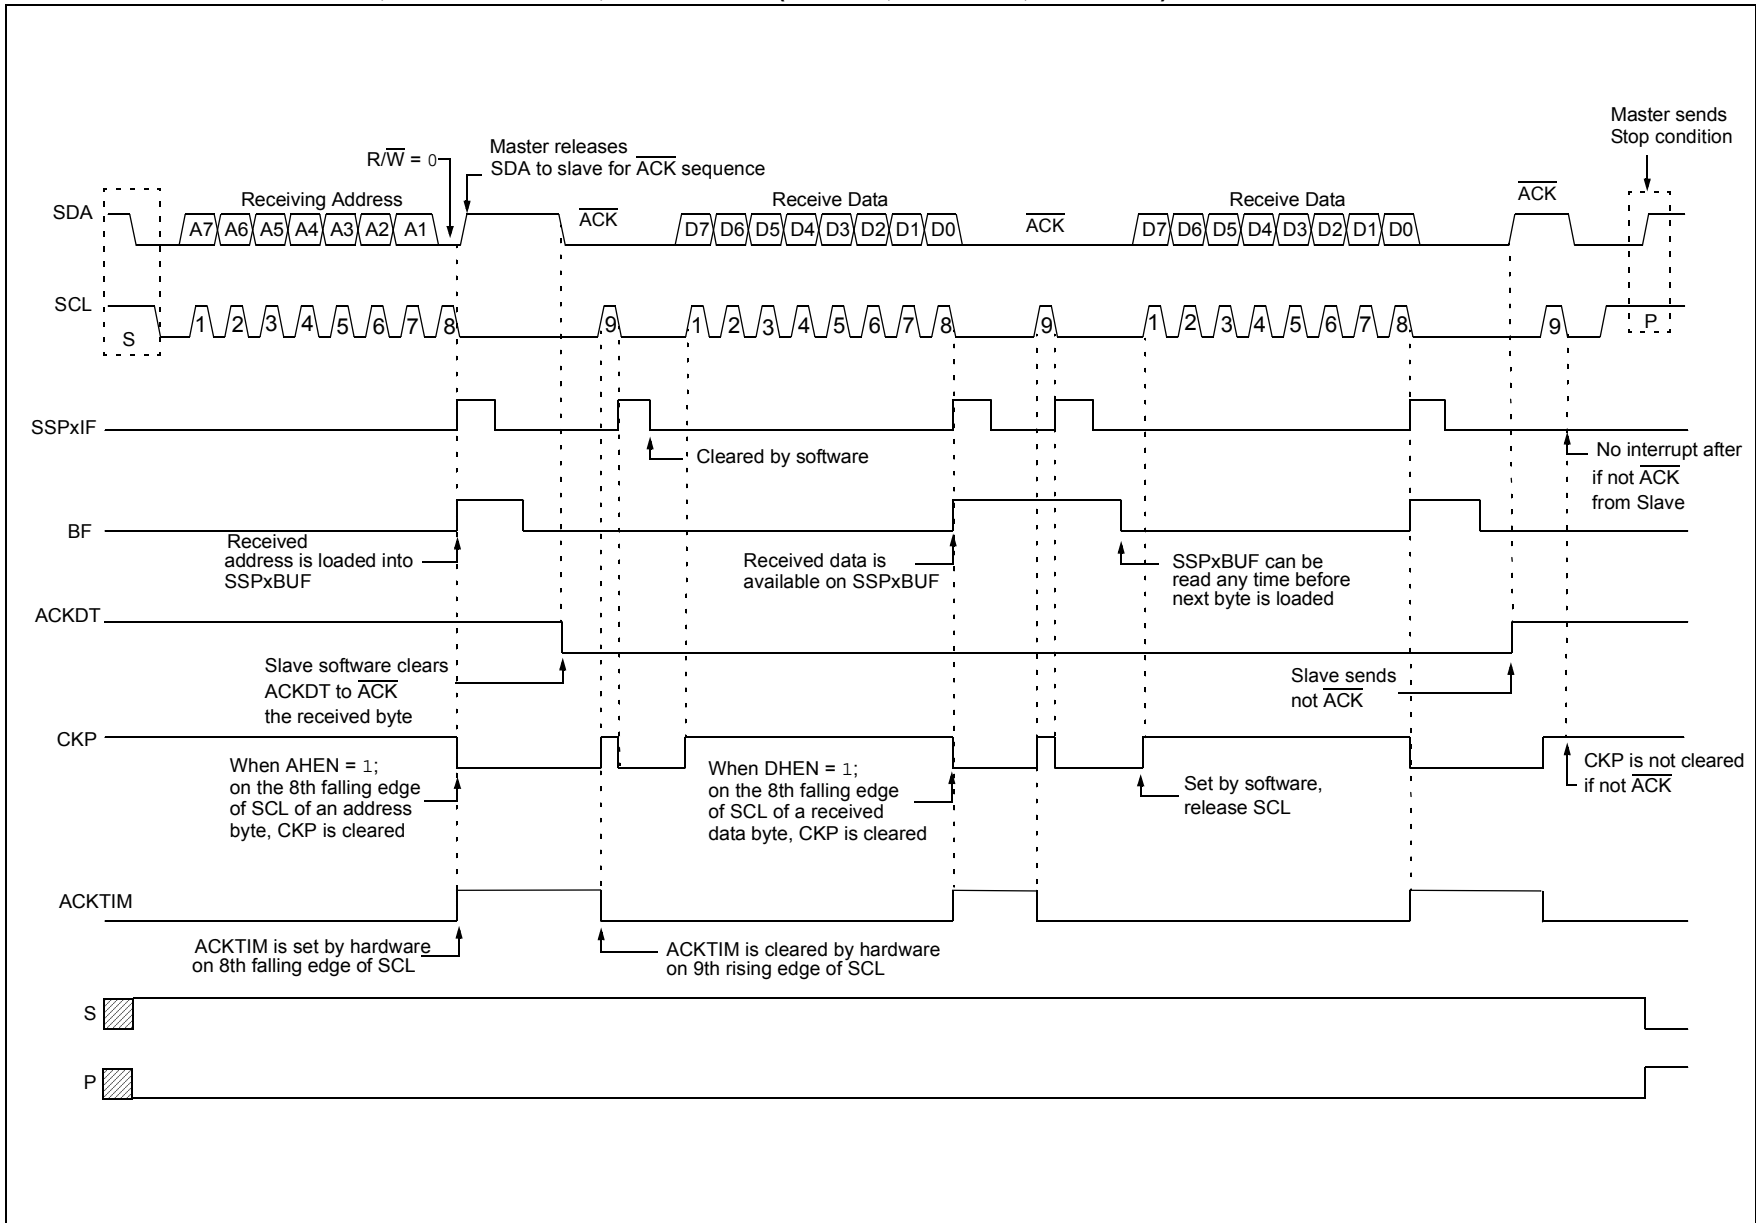 Master sends
Stop condition
R/W = 0
Master releases
SDA to slave for ACK sequence
SDA
Receiving Address
A7 A6 A5 A4 A3 A2 A1
ACK
Receive Data
D7 D6 D5 D4 D3 D2 D1 D0
ACK
Receive Data
D7 D6 D5 D4 D3 D2 D1 D0
ACK
SCL
S
1 2 3 4 5 6 7 8
9
1 2 3 4 5 6 7 8
9
1 2 3 4 5 6 7 8
9
P
SSPxIF
Cleared by software
No interrupt after
if not ACK
from Slave
BF
Received
address is loaded into
SSPxBUF
Received data is
available on SSPxBUF
SSPxBUF can be
read any time before
next byte is loaded
ACKDT
Slave software clears
ACKDT to ACK
the received byte
Slave sends
not ACK
CKP
When AHEN = 1;
on the 8th falling edge
of SCL of an address
byte, CKP is cleared
When DHEN = 1;
on the 8th falling edge
of SCL of a received
data byte, CKP is cleared
Set by software,
release SCL
CKP is not cleared
if not ACK
ACKTIM
ACKTIM is set by hardware
on 8th falling edge of SCL
ACKTIM is cleared by hardware
on 9th rising edge of SCL
S
P